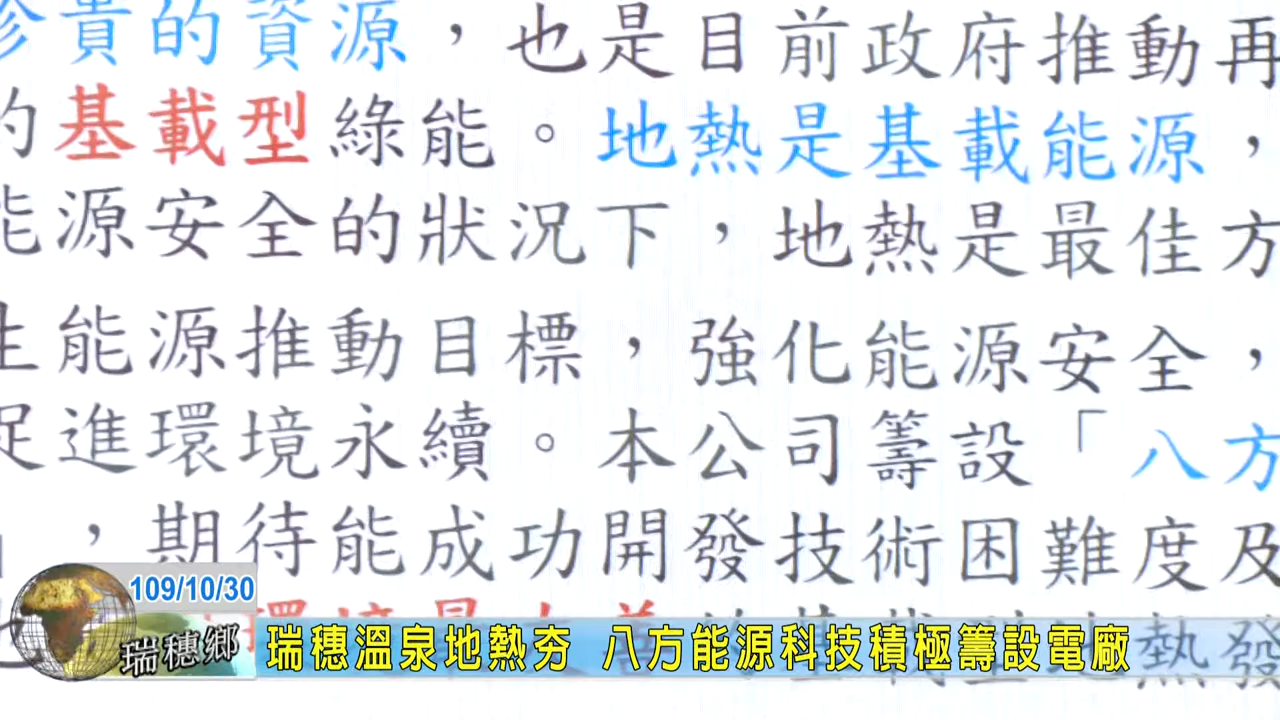 珍貴的資源，也是目前政府推動再
的基載型綠能。地熱是基載能源，
能源安全的狀況下，地熱是最佳方
生能源推動目標，強化能源安全，
促進環境永續。本公司籌設「八方
」，期待能成功開發技術困難度及
109/10/30
瑞穗鄉
瑞穗溫泉地熱夯 八方能源科技積極籌設電廠